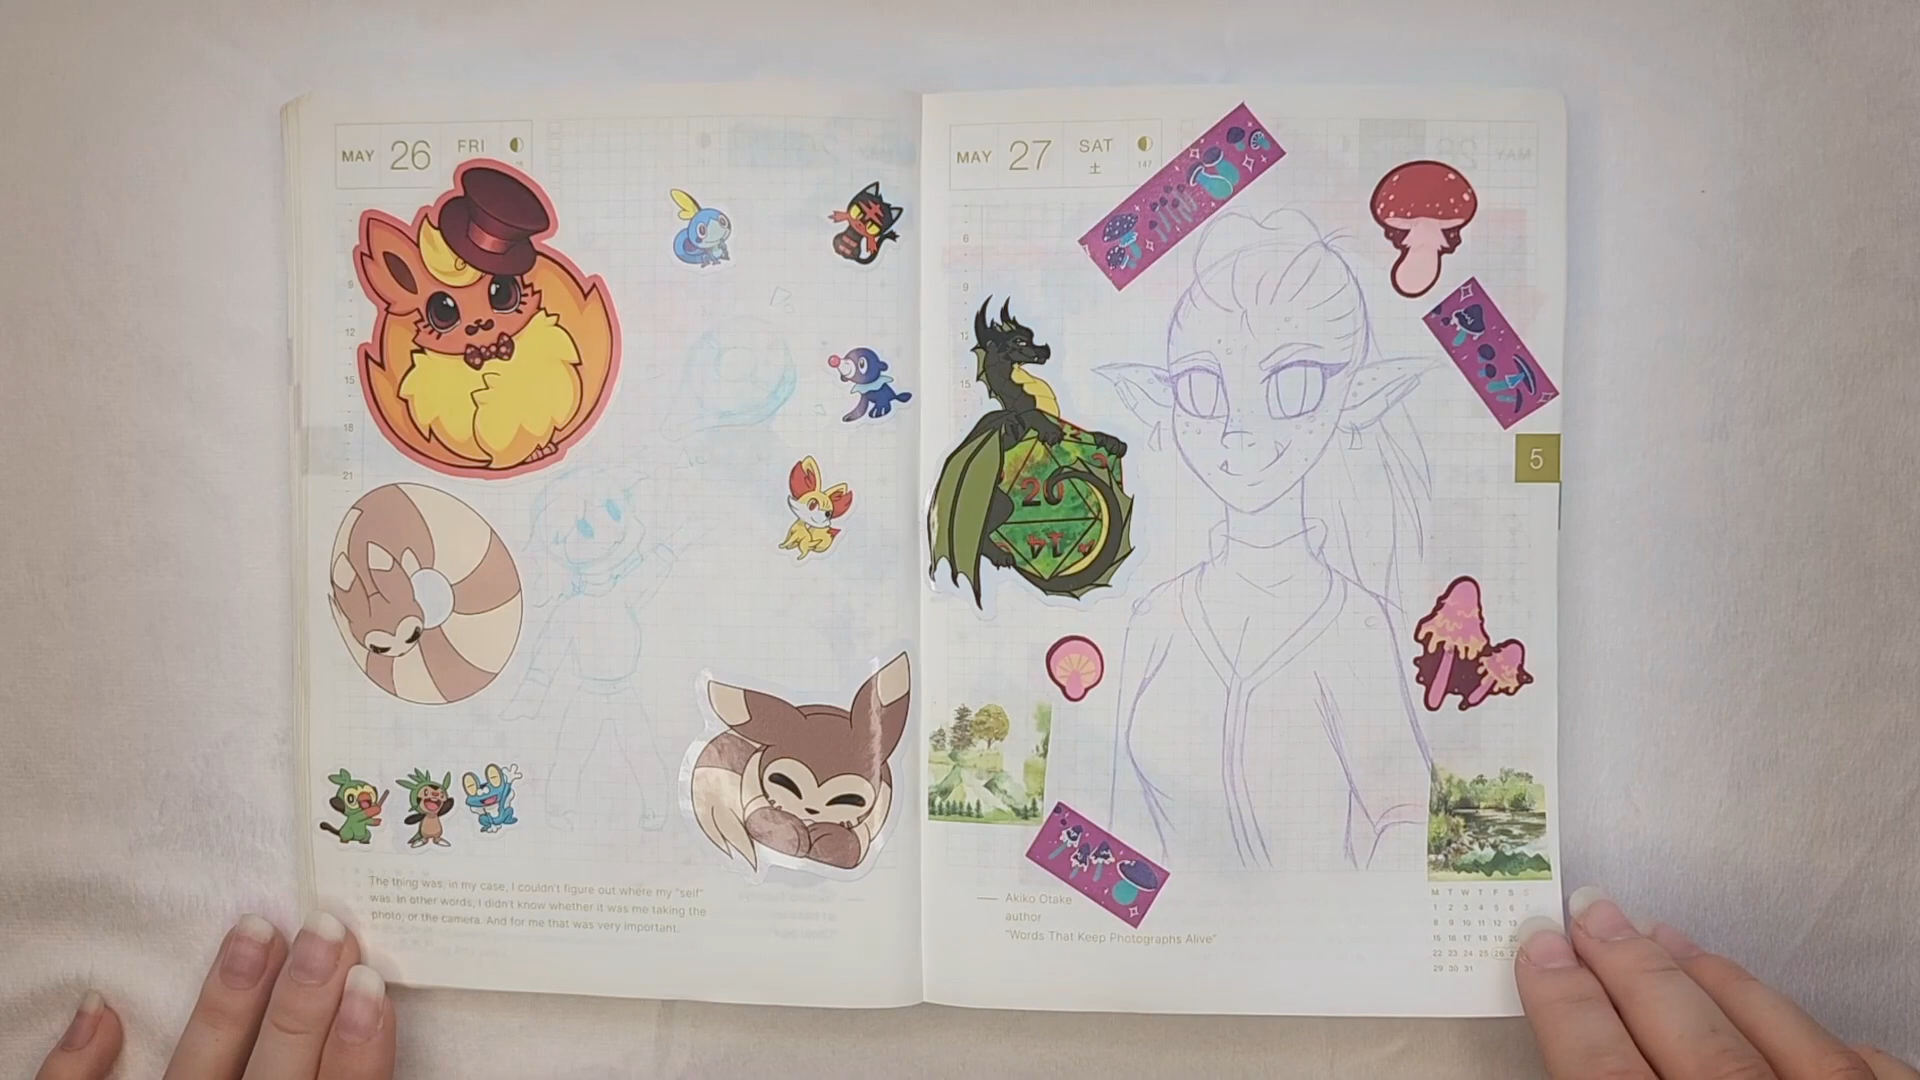 MAY 26 FRI
9
12
15
18
21
The thing was, in my case, I couldn't figure out where my "self"
was. In other words, I didn't know whether it was me taking the
photo, or the camera. And for me that was very important.
MAY 27 SAT
土
147
6
9
12
15
20
14
5
Akiko Otake
author
"Words That Keep Photographs Alive"
M T W T F S S
1 2 3 4 5 6 7
8 9 10 11 12 13
15 16 17 18 19 20
22 23 24 25 26
29 30 31